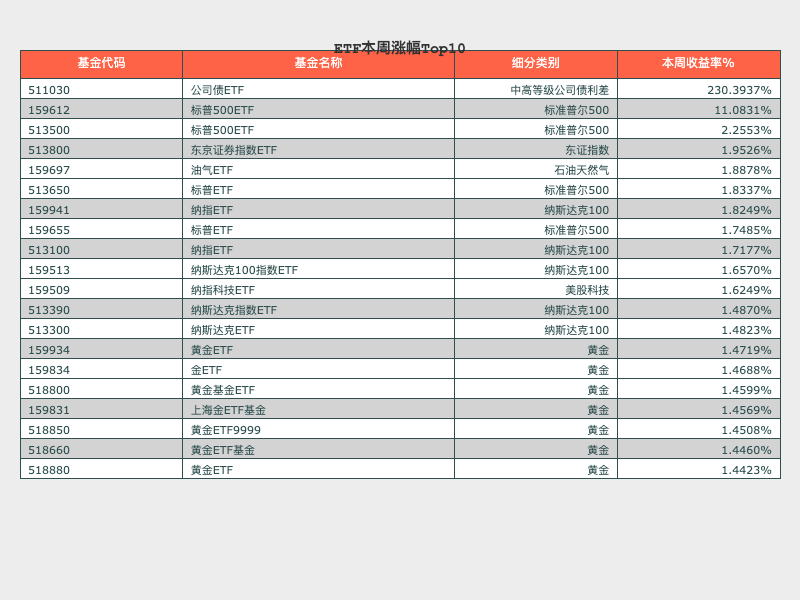 ETF本周涨幅Top10
基金代码 基金名称 细分类别 本周收益率%
511030 公司债ETF 中高等级公司债利差 230.3937%
159612 标普500ETF 标准普尔500 11.0831%
513500 标普500ETF 标准普尔500 2.2553%
513800 东京证券指数ETF 东证指数 1.9526%
159697 油气ETF 石油天然气 1.8878%
513650 标普ETF 标准普尔500 1.8337%
159941 纳指ETF 纳斯达克100 1.8249%
159655 标普ETF 标准普尔500 1.7485%
513100 纳指ETF 纳斯达克100 1.7177%
159513 纳斯达克100指数ETF 纳斯达克100 1.6570%
159509 纳指科技ETF 美股科技 1.6249%
513390 纳斯达克指数ETF 纳斯达克100 1.4870%
513300 纳斯达克ETF 纳斯达克100 1.4823%
159934 黄金ETF 黄金 1.4719%
159834 金ETF 黄金 1.4688%
518800 黄金基金ETF 黄金 1.4599%
159831 上海金ETF基金 黄金 1.4569%
518850 黄金ETF9999 黄金 1.4508%
518660 黄金ETF基金 黄金 1.4460%
518880 黄金ETF 黄金 1.4423%